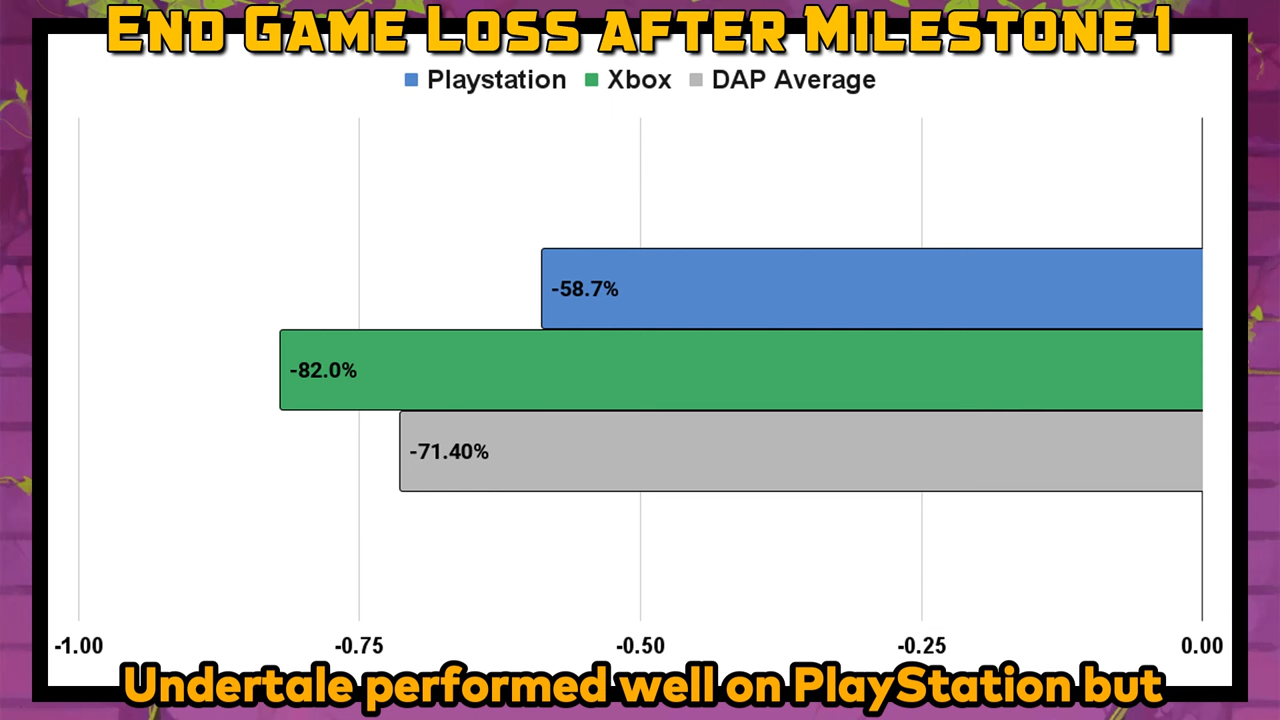 End Game Loss after Milestone 1
Playstation Xbox DAP Average
-58.7%
-82.0%
-71.40%
-1.00 -0.75 -0.50 -0.25 0.00
Undertale performed well on PlayStation but